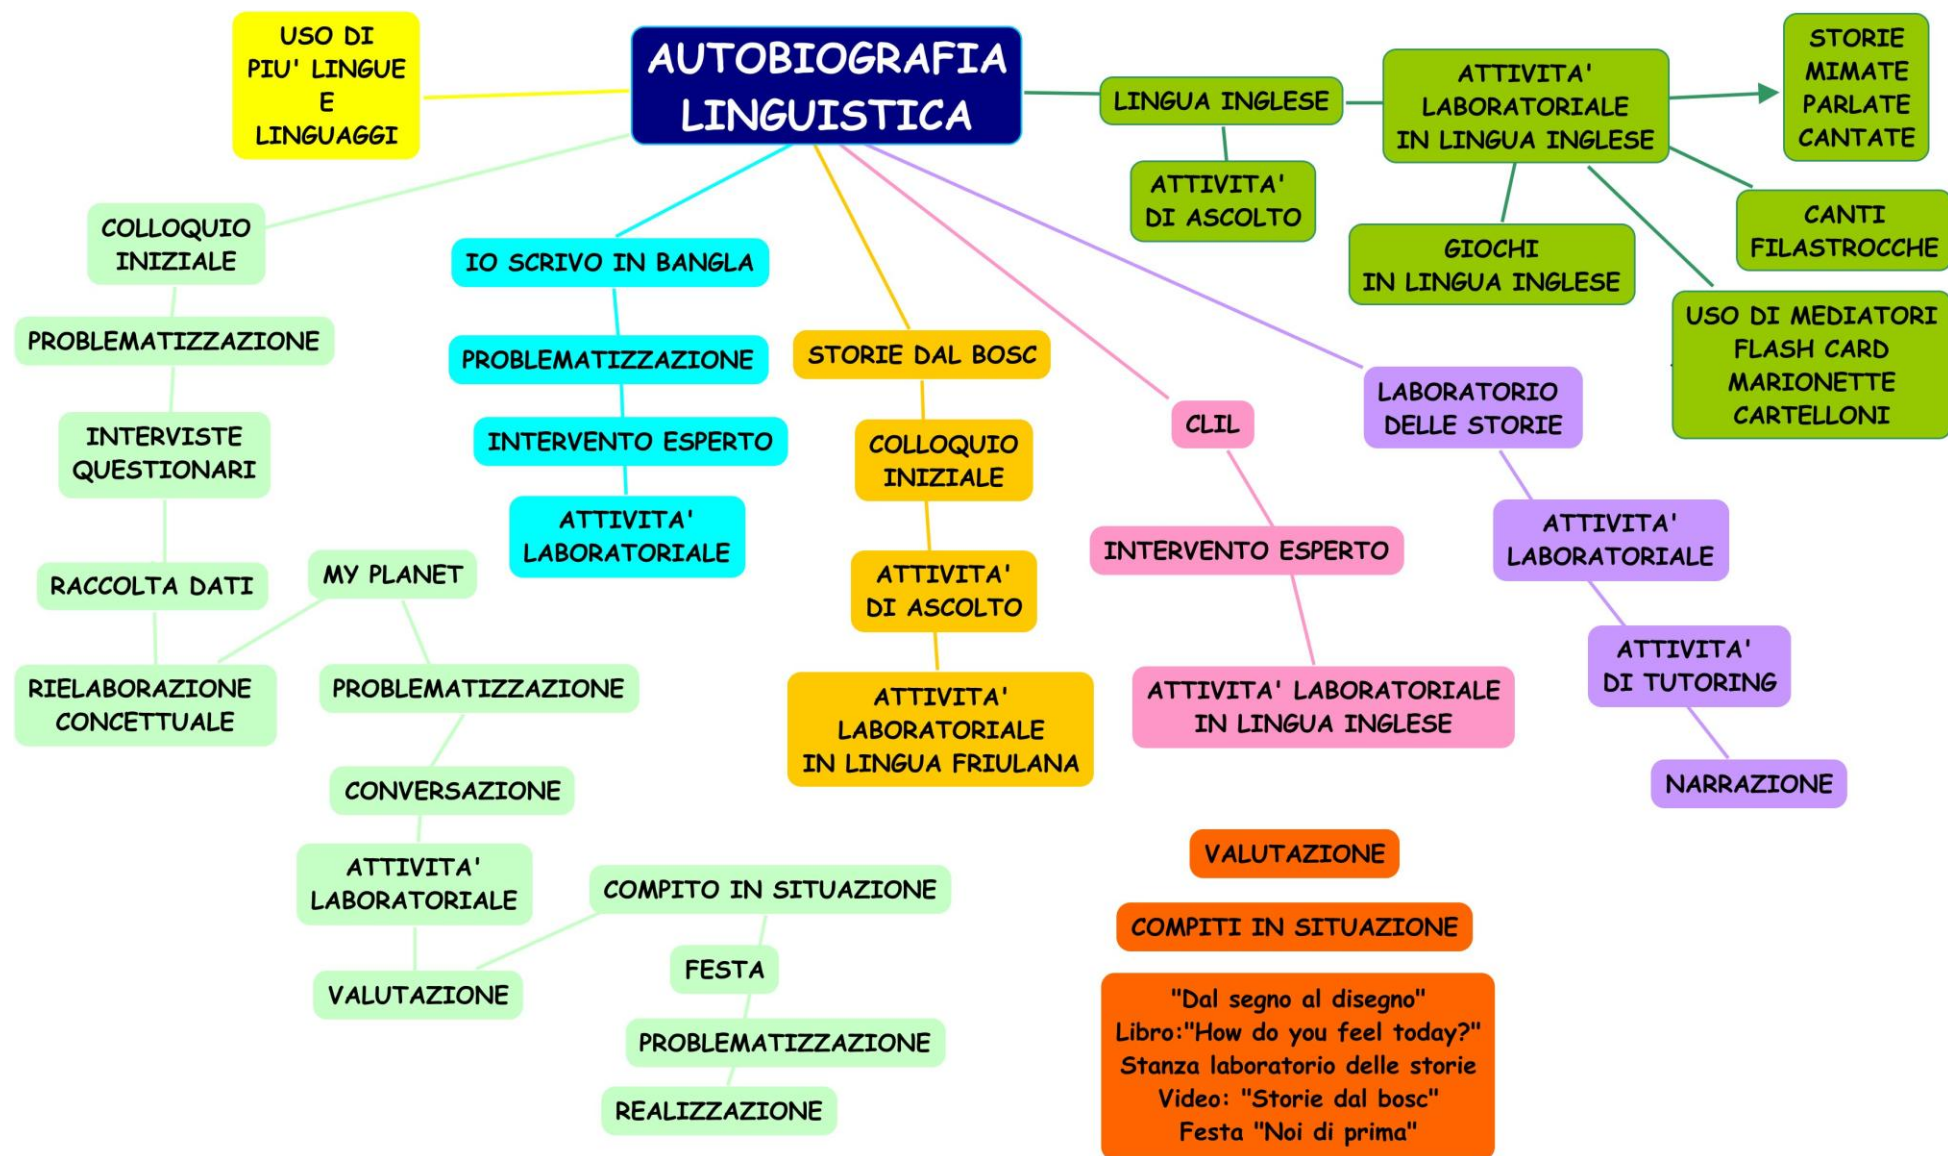 USO DI
PIU' LINGUE
E
LINGUAGGI
AUTOBIOGRAFIA
LINGUISTICA
LINGUA INGLESE
ATTIVITA'
DI ASCOLTO
ATTIVITA'
LABORATORIALE
IN LINGUA INGLESE
STORIE
MIMATE
PARLATE
CANTATE
CANTI
FILASTROCCHE
GIOCHI
IN LINGUA INGLESE
USO DI MEDIATORI
FLASH CARD
MARIONETTE
CARTELLONI
COLLOQUIO
INIZIALE
PROBLEMATIZZAZIONE
INTERVISTE
QUESTIONARI
RACCOLTA DATI
RIELABORAZIONE
CONCETTUALE
MY PLANET
PROBLEMATIZZAZIONE
CONVERSAZIONE
ATTIVITA'
LABORATORIALE
VALUTAZIONE
COMPITO IN SITUAZIONE
FESTA
PROBLEMATIZZAZIONE
REALIZZAZIONE
IO SCRIVO IN BANGLA
PROBLEMATIZZAZIONE
INTERVENTO ESPERTO
ATTIVITA'
LABORATORIALE
STORIE DAL BOSC
COLLOQUIO
INIZIALE
ATTIVITA'
DI ASCOLTO
ATTIVITA'
LABORATORIALE
IN LINGUA FRIULANA
CLIL
INTERVENTO ESPERTO
ATTIVITA' LABORATORIALE
IN LINGUA INGLESE
LABORATORIO
DELLE STORIE
ATTIVITA'
LABORATORIALE
ATTIVITA'
DI TUTORING
NARRAZIONE
VALUTAZIONE
COMPITI IN SITUAZIONE
"Dal segno al disegno"
Libro:"How do you feel today?"
Stanza laboratorio delle storie
Video: "Storie dal bosc"
Festa "Noi di prima"